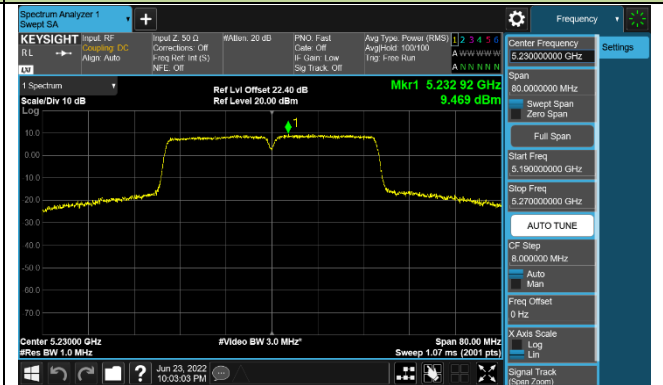 Spectrum Analyzer 1
Swept SA
+
Frequency
KEYSIGHT
RL
LXI
Input: RF
Coupling: DC
Align: Auto
Input Z: 50 Ω
Corrections: Off
Freq Ref: Int (S)
NFE: Off
#Atten: 20 dB
PNO: Fast
Gate: Off
IF Gain: Low
Sig Track: Off
Avg Type: Power (RMS)
Avg|Hold: 100/100
Trig: Free Run
1 2 3 4 5 6
A W W W W W
A N N N N N
Center Frequency
5.230000000 GHz
Settings
Span
80.0000000 MHz
Swept Span
Zero Span
Full Span
Start Freq
5.190000000 GHz
Stop Freq
5.270000000 GHz
AUTO TUNE
CF Step
8.000000 MHz
Auto
Man
Freq Offset
0 Hz
X Axis Scale
Log
Lin
Signal Track
(Span Zoom)
1 Spectrum
Scale/Div 10 dB
Log
Ref Lvl Offset 22.40 dB
Ref Level 20.00 dBm
Mkr1 5.232 92 GHz
9.469 dBm
1
10.0
0.00
-10.0
-20.0
-30.0
-40.0
-50.0
-60.0
-70.0
Center 5.23000 GHz
#Res BW 1.0 MHz
#Video BW 3.0 MHz*
Span 80.00 MHz
Sweep 1.07 ms (2001 pts)
?
Jun 23, 2022
10:03:03 PM